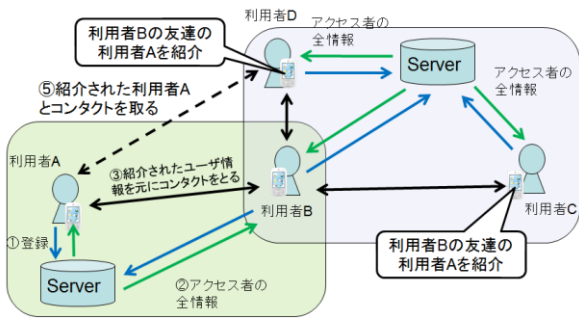 利用者D
利用者Bの友達の
利用者Aを紹介
アクセス者の
全情報
Server
アクセス者の
全情報
⑤紹介された利用者A
とコンタクトを取る
利用者A
③紹介されたユーザ情
報を元にコンタクトをとる
利用者B
利用者C
①登録
利用者Bの友達の
利用者Aを紹介
Server
②アクセス者の
全情報